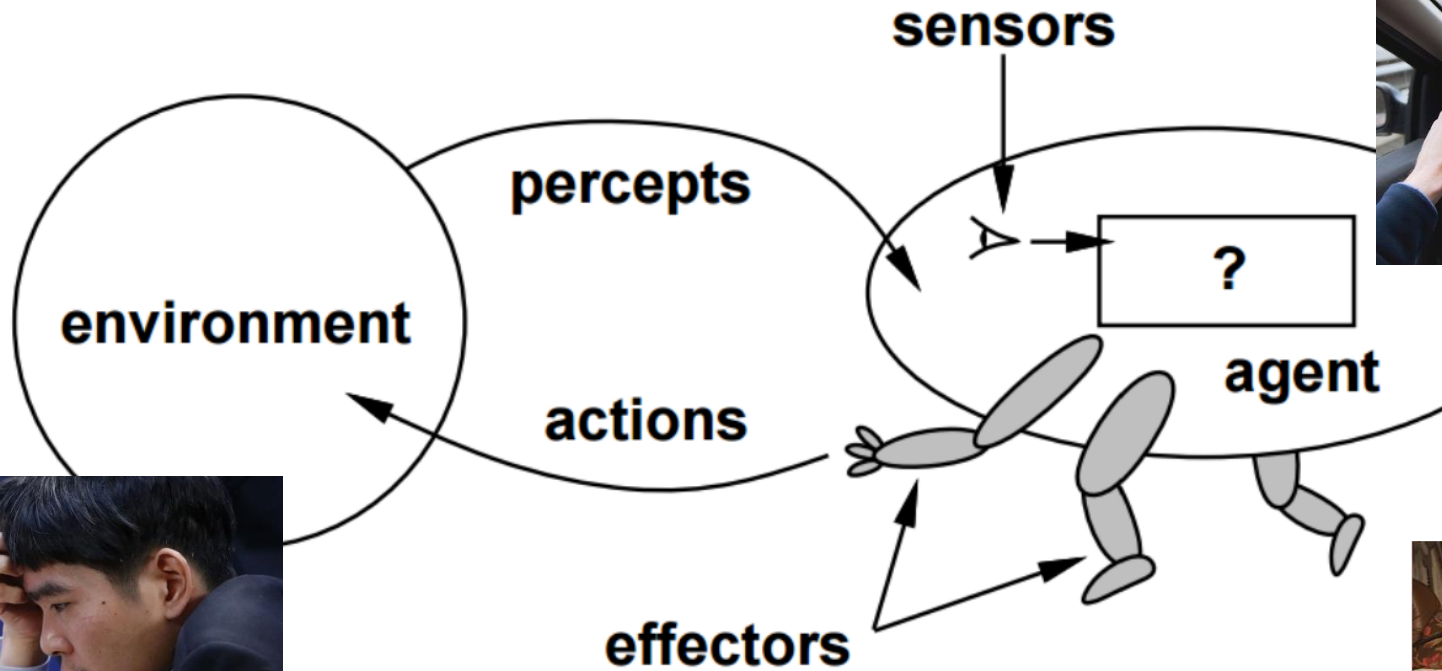 sensors
percepts
?
environment
agent
actions
effectors